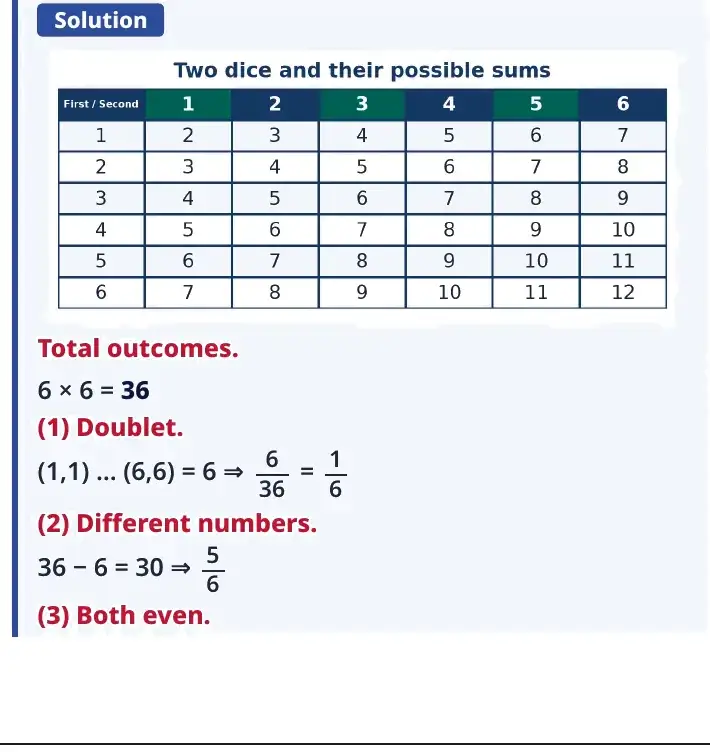 Solution
Two dice and their possible sums
First / Second 1 2 3 4 5 6
1 2 3 4 5 6 7
2 3 4 5 6 7 8
3 4 5 6 7 8 9
4 5 6 7 8 9 10
5 6 7 8 9 10 11
6 7 8 9 10 11 12
Total outcomes.
6 × 6 = 36
(1) Doublet.
(1,1) ... (6,6) = 6 ⇒ 6/36 = 1/6
(2) Different numbers.
36 − 6 = 30 ⇒ 5/6
(3) Both even.